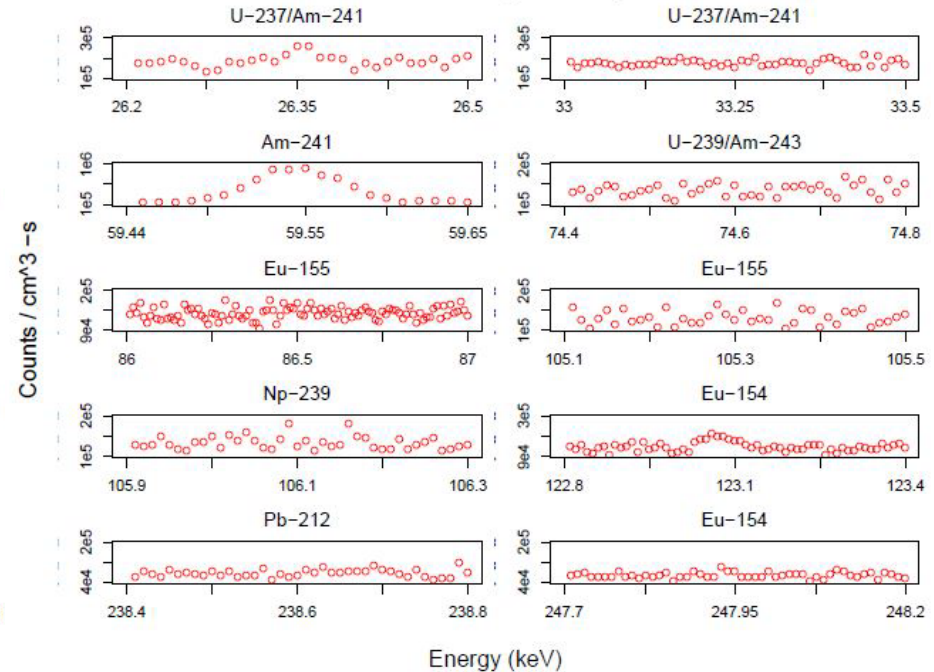 U−237/Am−241
U−237/Am−241
3e5
1e5
26.2
26.35
26.5
3e5
1e5
33
33.25
33.5
Am−241
U−239/Am−243
1e6
1e5
59.44
59.55
59.65
2e5
1e5
74.4
74.6
74.8
Eu−155
Eu−155
2e5
9e4
86
86.5
87
2e5
1e5
105.1
105.3
105.5
Np−239
Eu−154
2e5
1e5
105.9
106.1
106.3
3e5
9e4
122.8
123.1
123.4
Pb−212
Eu−154
2e5
4e4
238.4
238.6
238.8
2e5
4e4
247.7
247.95
248.2
Counts / cm^3 −s
Energy (keV)